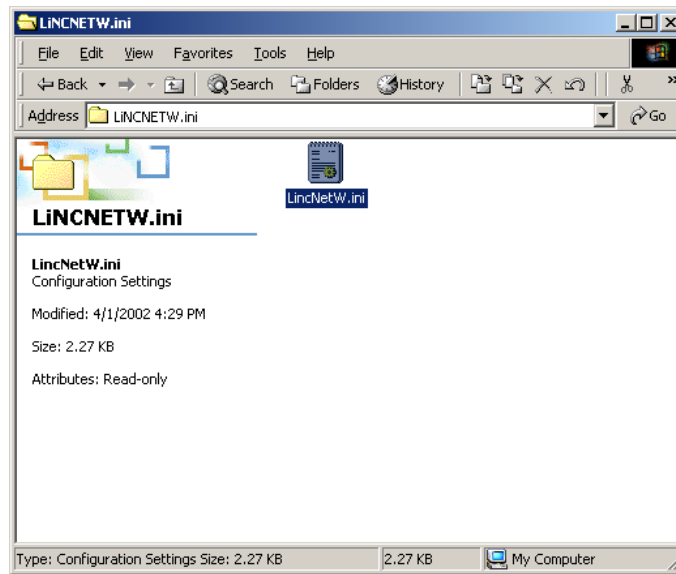 LiNCNETW.ini
File Edit View Favorites Tools Help
Back Search Folders History »
Address LiNCNETW.ini Go
LincNetW.ini
LiNCNETW.ini
LincNetW.ini
Configuration Settings
Modified: 4/1/2002 4:29 PM
Size: 2.27 KB
Attributes: Read-only
Type: Configuration Settings Size: 2.27 KB 2.27 KB My Computer